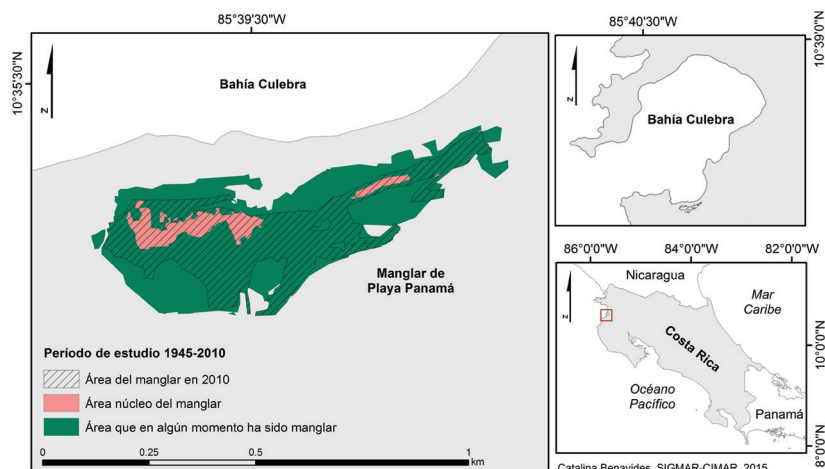 85°39'30"W
10°35'30"N
N
Bahía Culebra
Manglar de
Playa Panamá
Período de estudio 1945-2010
Área del manglar en 2010
Área núcleo del manglar
Área que en algún momento ha sido manglar
0 0.25 0.5 1
km
85°40'30"W
10°39'0"N
N
Bahía Culebra
86°0'0"W 84°0'0"W 82°0'0"W
N
Nicaragua
Mar
Caribe
Costa Rica
10°0'0"N
Océano
Pacífico
Panamá
8°0'0"N
Catalina Benavides, SIGMAR-CIMAR, 2015